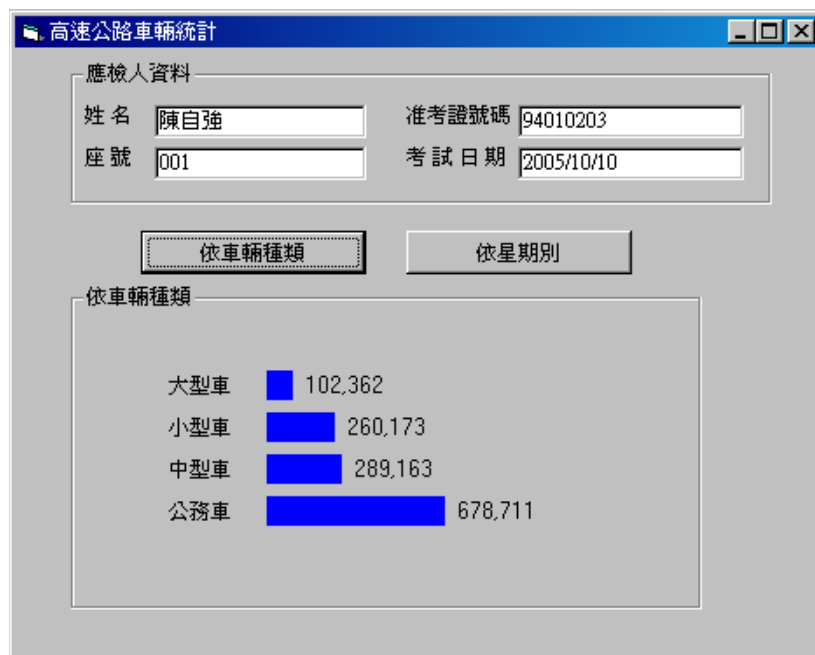 高速公路車輛統計
應檢人資料
姓 名 陳自強 准考證號碼 94010203
座 號 001 考 試 日 期 2005/10/10
依車輛種類 依星期別
依車輛種類
大型車 102,362
小型車 260,173
中型車 289,163
公務車 678,711